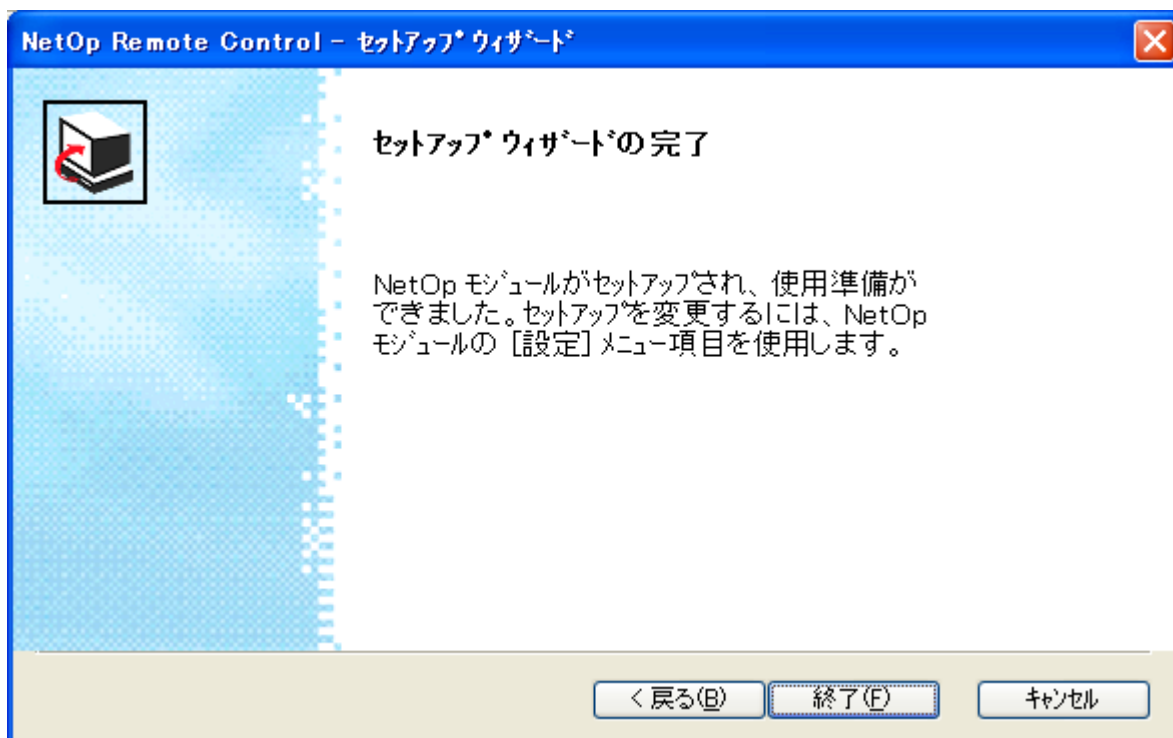 NetOp Remote Control - ｾｯﾄｱｯﾌﾟ ｳｨｻﾞｰﾄﾞ
ｾｯﾄｱｯﾌﾟ ｳｨｻﾞｰﾄﾞの完了
NetOp ﾓｼﾞｭｰﾙがｾｯﾄｱｯﾌﾟされ、使用準備が
できました。ｾｯﾄｱｯﾌﾟを変更するには、NetOp
ﾓｼﾞｭｰﾙの [設定] ﾒﾆｭｰ項目を使用します。
< 戻る(B)
終了(F)
ｷｬﾝｾﾙ